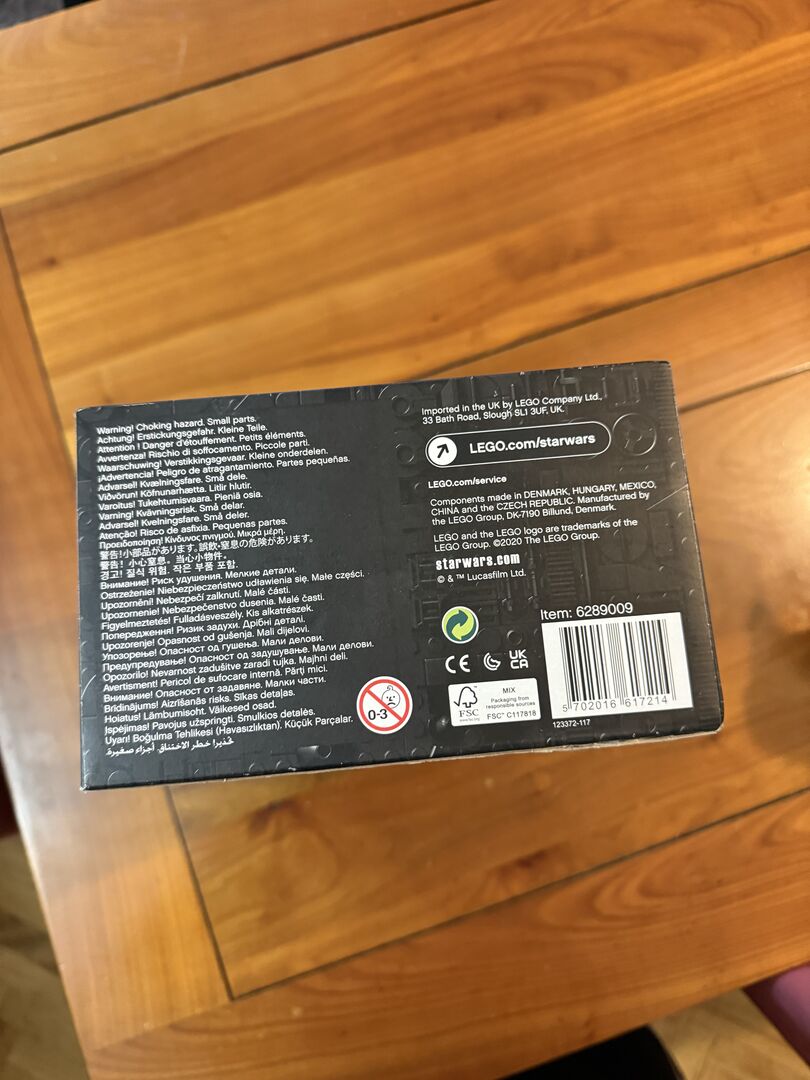 Warning! Choking hazard. Small parts.
Achtung! Erstickungsgefahr. Kleine Teile.
Attention ! Danger d'étouffement. Petits éléments.
Avvertenza! Rischio di soffocamento. Piccole parti.
Waarschuwing! Verstikkingsgevaar. Kleine onderdelen.
¡Advertencia! Peligro de atragantamiento. Partes pequeñas.
Advarsel! Kvælningsfare. Små dele.
Viðvörun! Köfnunarhætta. Litlir hlutir.
Varoitus! Tukehtumisvaara. Pieniä osia.
Varning! Kvävningsrisk. Små delar.
Advarsel! Kvelningsfare. Små deler.
Atenção! Risco de asfixia. Pequenas partes.
Προειδοποίηση! Κίνδυνος πνιγμού. Μικρά μέρη.
警告!小部品があります。誤飲・窒息の危険があります。
警告！小心窒息。当心小物件。
경고! 질식 위험. 작은 부품 포함.
Внимание! Риск удушения. Мелкие детали.
Ostrzeżenie! Niebezpieczeństwo udławienia się. Małe części.
Upozornění! Nebezpečí zalknutí. Malé části.
Upozornenie! Nebezpečenstvo dusenia. Malé časti.
Figyelmeztetés! Fulladásveszély. Kis alkatrészek.
Попередження! Ризик задухи. Дрібні деталі.
Upozorenje! Opasnost od gušenja. Mali dijelovi.
Упозорење! Опасност од гушења. Мали делови.
Предупредување! Опасност од задушување. Мали делови.
Opozorilo! Nevarnost zadušitve zaradi tujka. Majhni deli.
Avertisment! Pericol de sufocare internă. Părţi mici.
Внимание! Опасност от задавяне. Малки части.
Brīdinājums! Aizrīšanās risks. Sīkas detaļas.
Hoiatus! Lämbumisoht. Väikesed osad.
Įspėjimas! Pavojus užspringti. Smulkios detalės.
Uyarı! Boğulma Tehlikesi (Havasızlıktan). Küçük Parçalar.
تحذير! خطر الاختناق. أجزاء صغيرة.
0-3
Imported in the UK by LEGO Company Ltd.,
33 Bath Road, Slough SL1 3UF, UK.
LEGO.com/starwars
LEGO.com/service
Components made in DENMARK, HUNGARY, MEXICO,
CHINA and the CZECH REPUBLIC. Manufactured by
the LEGO Group, DK-7190 Billund, Denmark.
LEGO and the LEGO logo are trademarks of the
LEGO Group. ©2020 The LEGO Group.
starwars.com
© & ™ Lucasfilm Ltd.
Item: 6289009
CE
UK
CA
FSC
www.fsc.org
MIX
Packaging from
responsible sources
FSC™ C117818
5 702016 617214
123372-117